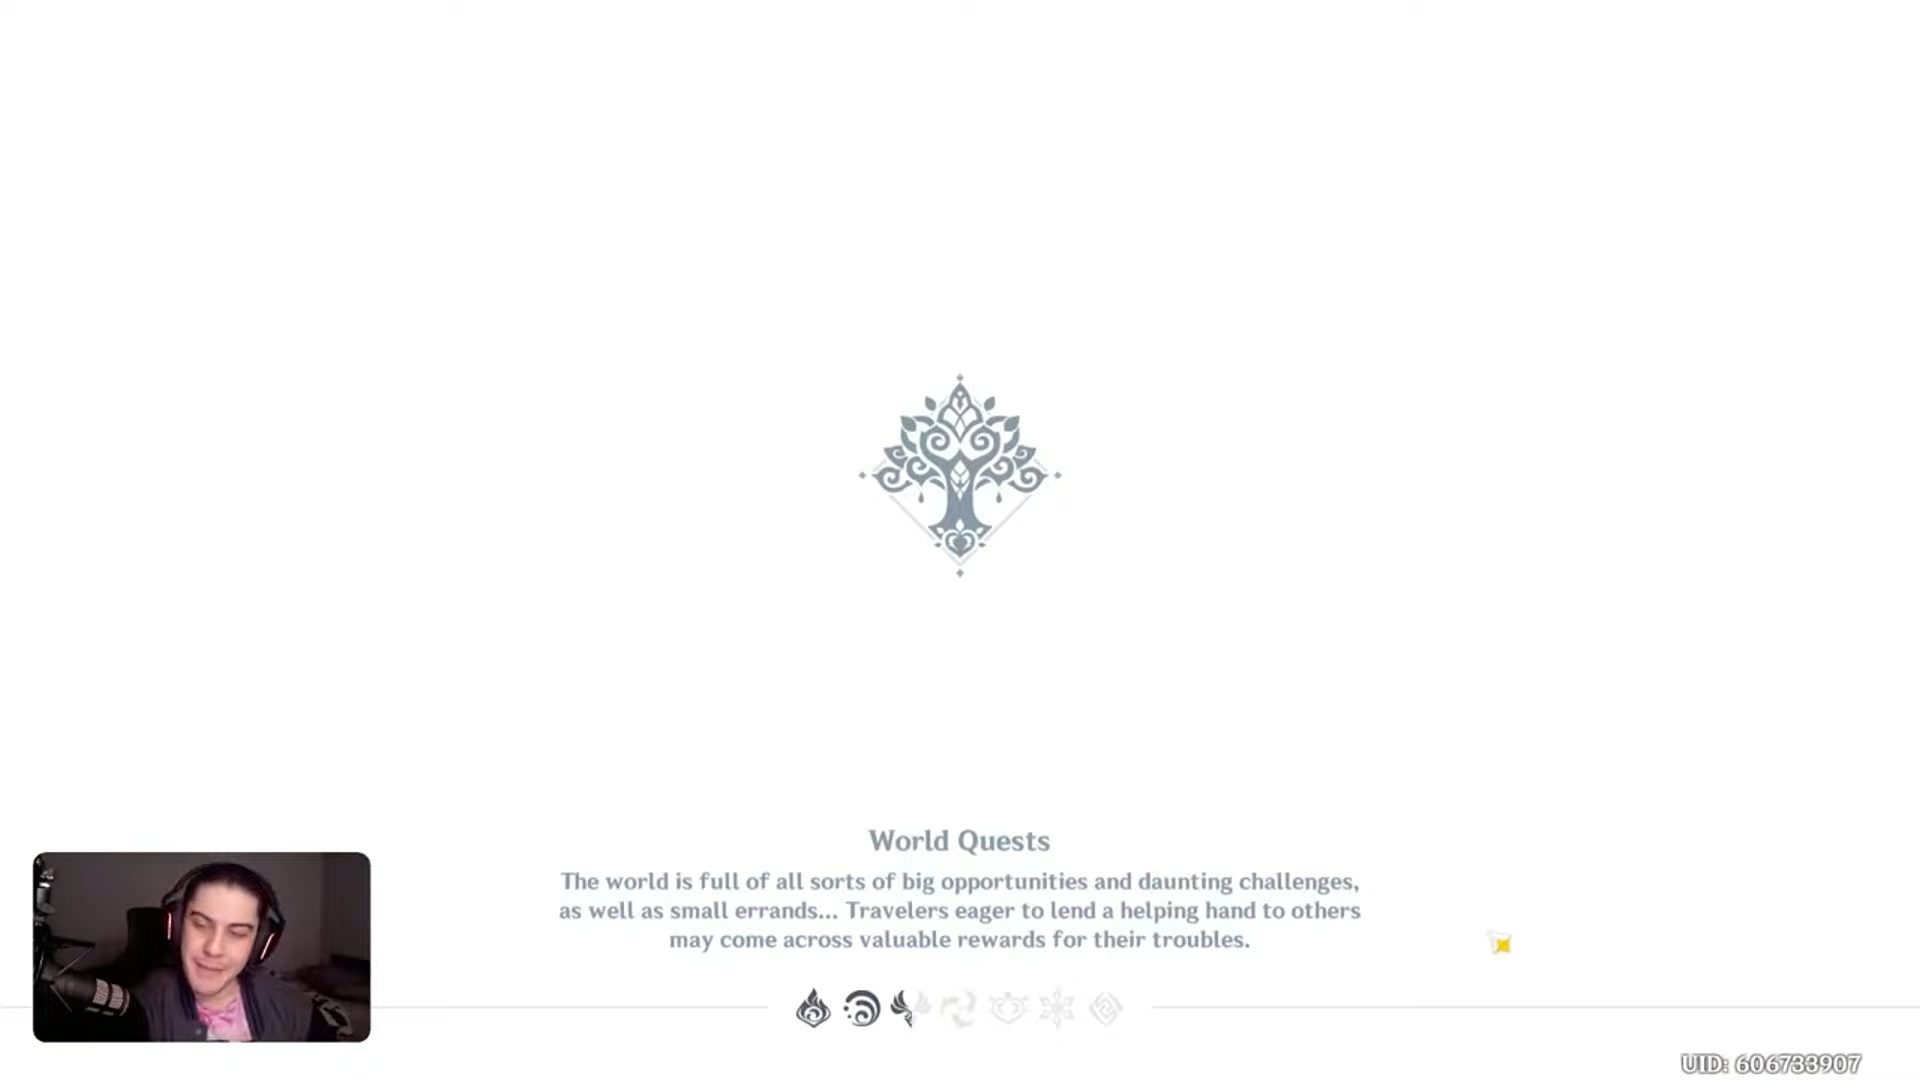 World Quests
The world is full of all sorts of big opportunities and daunting challenges,
as well as small errands... Travelers eager to lend a helping hand to others
may come across valuable rewards for their troubles.
UID: 606733907